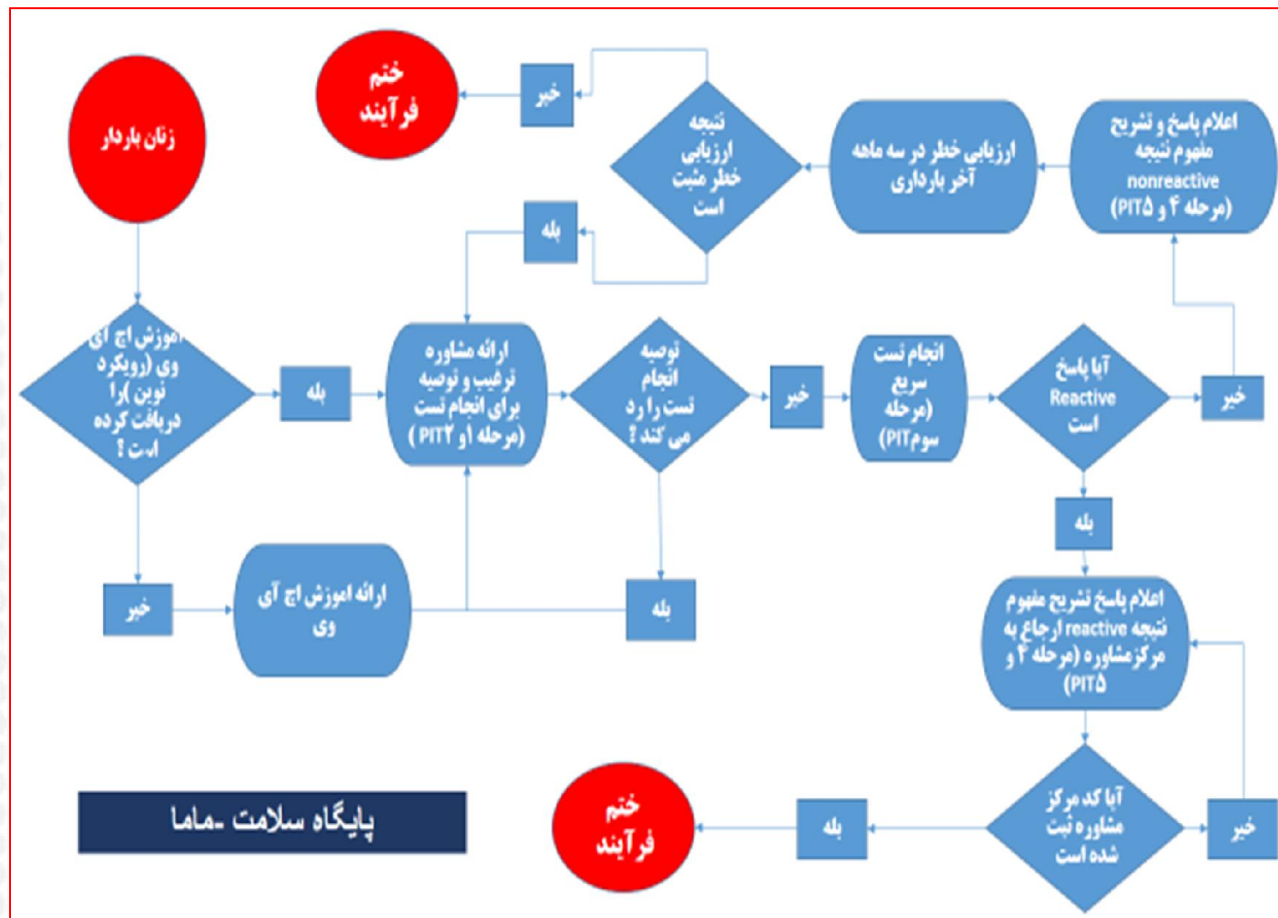 زنان باردار
ختم
فرآیند
خیر
نتیجه
ارزیابی
خطر مثبت
است
ارزیابی خطر در سه ماهه
آخر بارداری
اعلام پاسخ و تشریح
مفهوم نتیجه
nonreactive
(مرحله ۴ و PIT۵)
بله
اموزش اچ آی
وی (رویکرد
نوین )را
دریافت کرده
است ؟
بله
ارائه مشاوره
ترغیب و توصیه
برای انجام تست
(مرحله ۱و PIT۲ )
توصیه
انجام
تست را رد
می کند ؟
خیر
انجام تست
سریع
(مرحله
سومPIT)
آیا پاسخ
Reactive
است
خیر
بله
خیر
ارائه اموزش اچ آی
وی
بله
اعلام پاسخ تشریح مفهوم
نتیجه reactive ارجاع به
مرکزمشاوره (مرحله ۴ و
PIT۵)
پایگاه سلامت -ماما
ختم
فرآیند
بله
آیا کد مرکز
مشاوره ثبت
شده است
خیر